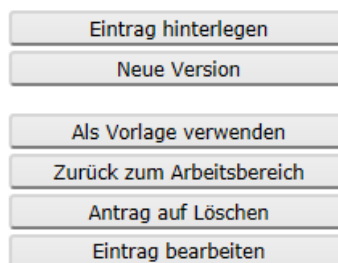 Eintrag hinterlegen
Neue Version
Als Vorlage verwenden
Zurück zum Arbeitsbereich
Antrag auf Löschen
Eintrag bearbeiten